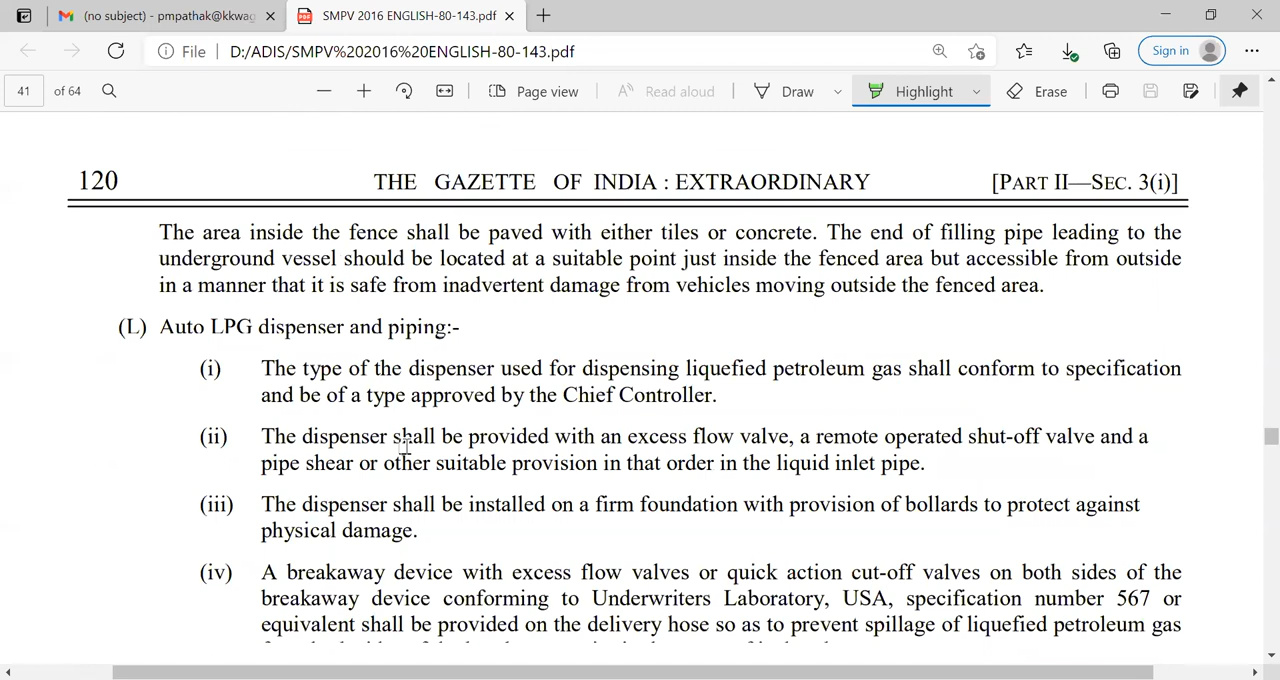 (no subject) - pmpathak@kkwag
SMPV 2016 ENGLISH-80-143.pdf
File
D:/ADIS/SMPV%202016%20ENGLISH-80-143.pdf
Sign in
41 of 64
Page view
Read aloud
Draw
Highlight
Erase
120 THE GAZETTE OF INDIA : EXTRAORDINARY [PART II—SEC. 3(i)]
The area inside the fence shall be paved with either tiles or concrete. The end of filling pipe leading to the
underground vessel should be located at a suitable point just inside the fenced area but accessible from outside
in a manner that it is safe from inadvertent damage from vehicles moving outside the fenced area.
(L) Auto LPG dispenser and piping:-
(i) The type of the dispenser used for dispensing liquefied petroleum gas shall conform to specification
and be of a type approved by the Chief Controller.
(ii) The dispenser shall be provided with an excess flow valve, a remote operated shut-off valve and a
pipe shear or other suitable provision in that order in the liquid inlet pipe.
(iii) The dispenser shall be installed on a firm foundation with provision of bollards to protect against
physical damage.
(iv) A breakaway device with excess flow valves or quick action cut-off valves on both sides of the
breakaway device conforming to Underwriters Laboratory, USA, specification number 567 or
equivalent shall be provided on the delivery hose so as to prevent spillage of liquefied petroleum gas